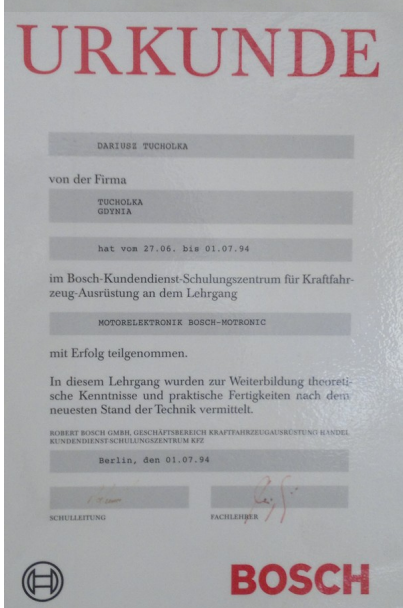 URKUNDE
DARIUSZ TUCHOLKA
von der Firma
TUCHOLKA
GDYNIA
hat vom 27.06. bis 01.07.94
im Bosch-Kundendienst-Schulungszentrum für Kraftfahr-
zeug-Ausrüstung an dem Lehrgang
MOTORELEKTRONIK BOSCH-MOTRONIC
mit Erfolg teilgenommen.
In diesem Lehrgang wurden zur Weiterbildung theoreti-
sche Kenntnisse und praktische Fertigkeiten nach dem
neuesten Stand der Technik vermittelt.
ROBERT BOSCH GMBH, GESCHÄFTSBEREICH KRAFTFAHRZEUGAUSRÜSTUNG HANDEL
KUNDENDIENST-SCHULUNGSZENTRUM KFZ
Berlin, den 01.07.94
SCHULLEITUNG
FACHLEHRER
BOSCH